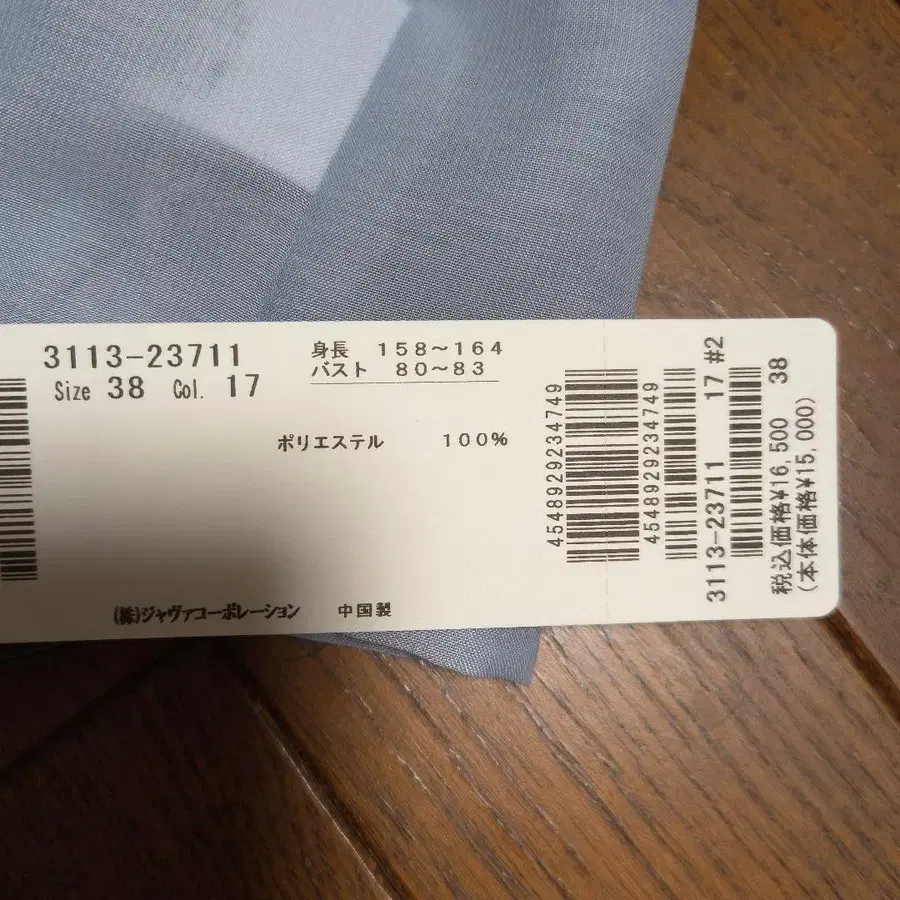 3113-23711
Size 38 Col. 17
身長 158～164
バスト 80～83
ポリエステル 100%
(株)ジャヴァコーポレーション 中国製
4548929234749
4548929234749
3113-23711 17 #2
税込価格¥16,500 38
(本体価格¥15,000)